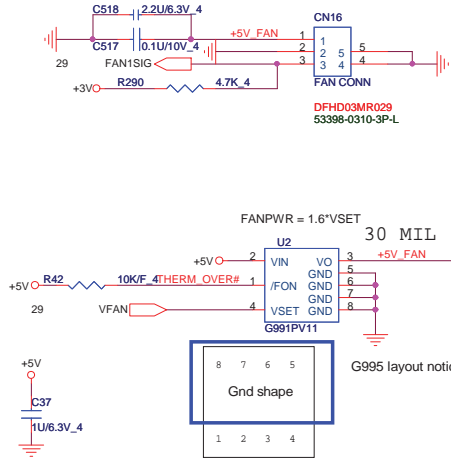 C518 2.2U/6.3V_4
CN16
C517 0.1U/10V_4
+5V_FAN 1 1
2 2 5 5
29 FAN1SIG 3 3 4 4
FAN CONN
+3V R290 4.7K_4
DFHD03MR029
53398-0310-3P-L
FANPWR = 1.6*VSET
30 MIL
U2
+5V 2 VIN VO 3 +5V_FAN
GND 5
+5V R42 10K/F_4 THERM_OVER# 1 /FON GND 6
GND 7
29 VFAN 4 VSET GND 8
G991PV11
+5V
8 7 6 5
G995 layout notic
Gnd shape
C37
1U/6.3V_4
1 2 3 4